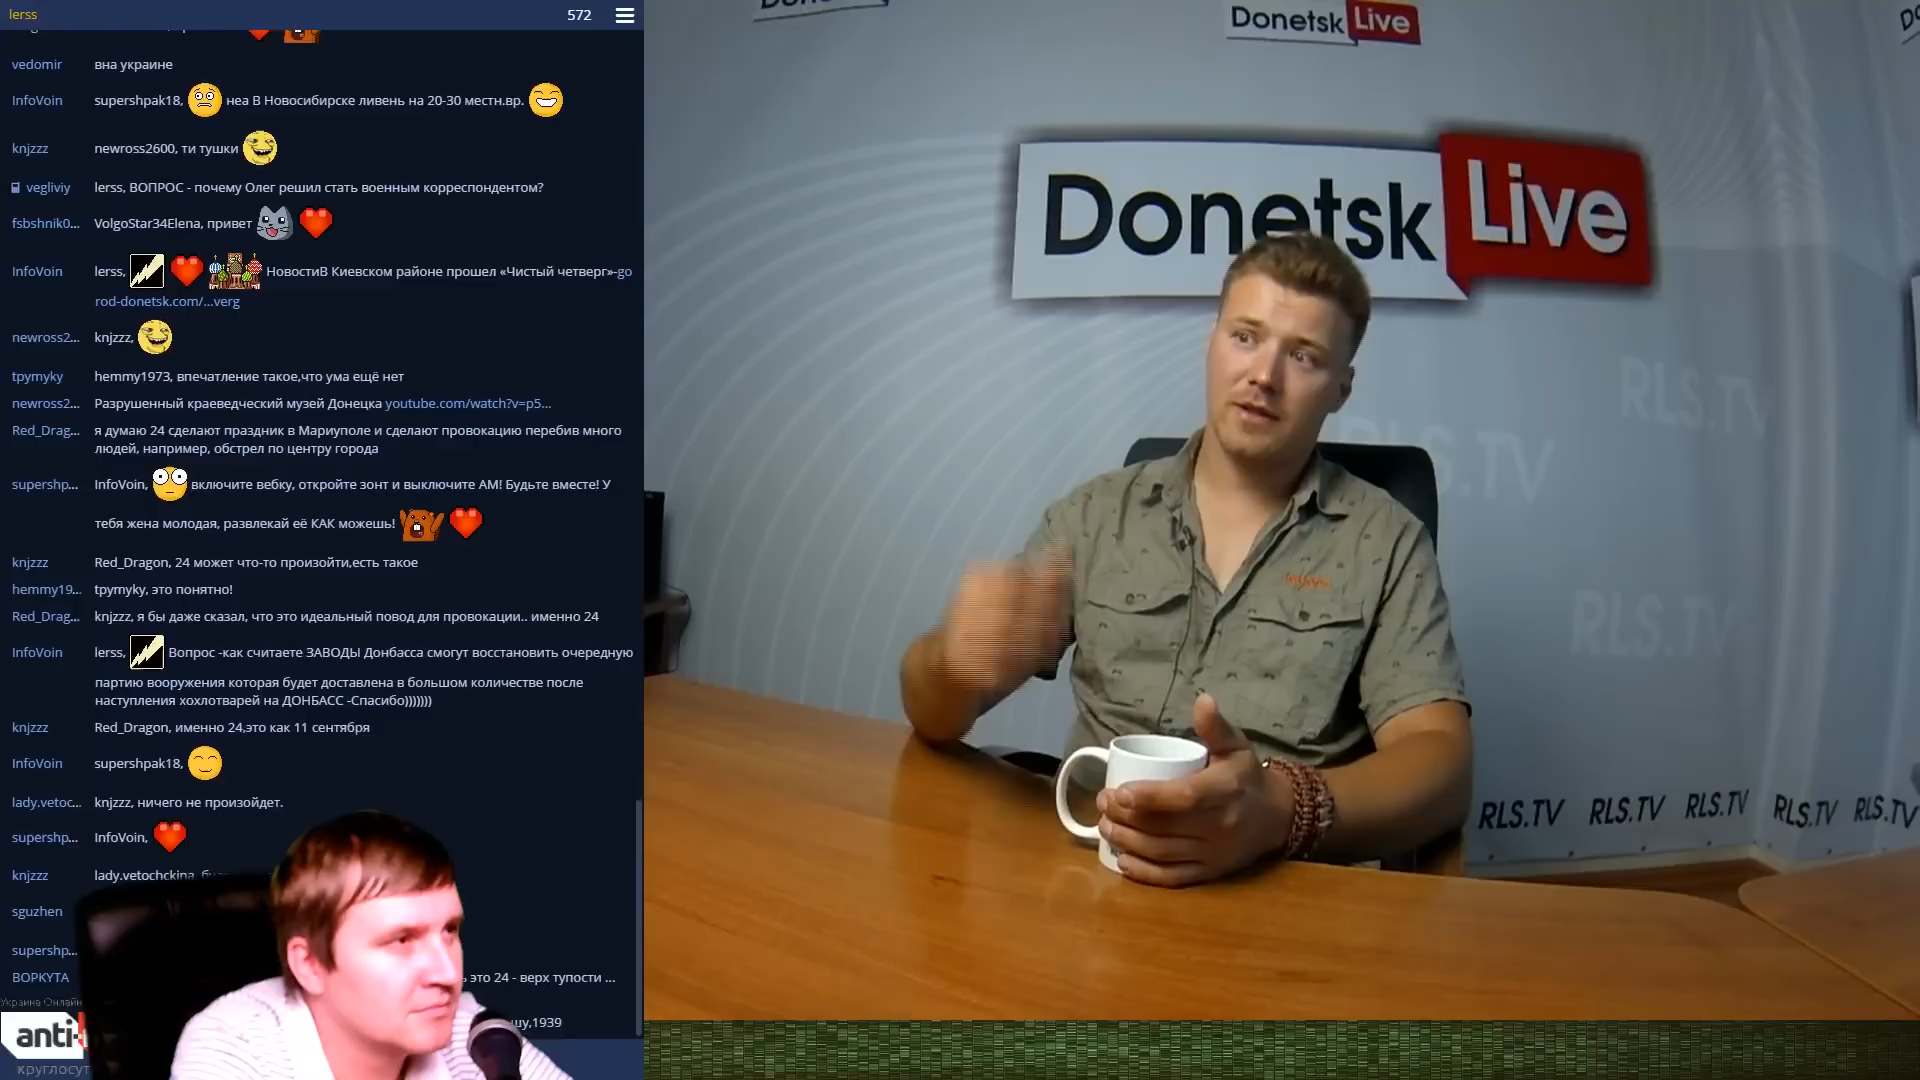 lerss
572
vedomir вна украине
InfoVoin supershpak18, неа В Новосибирске ливень на 20-30 местн.вр.
knjzzz newross2600, ти тушки
vegliviy lerss, ВОПРОС - почему Олег решил стать военным корреспондентом?
fsbshnik0... VolgoStar34Elena, привет
InfoVoin lerss, НовостиВ Киевском районе прошел «Чистый четверг»-go
rod-donetsk.com/...verg
newross2... knjzzz,
tpymyky hemmy1973, впечатление такое,что ума ещё нет
newross2... Разрушенный краеведческий музей Донецка youtube.com/watch?v=p5...
Red_Drag... я думаю 24 сделают праздник в Мариуполе и сделают провокацию перебив много
людей, например, обстрел по центру города
supershp... InfoVoin, включите вебку, откройте зонт и выключите АМ! Будьте вместе! У
тебя жена молодая, развлекай её КАК можешь!
knjzzz Red_Dragon, 24 может что-то произойти,есть такое
hemmy19... tpymyky, это понятно!
Red_Drag... knjzzz, я бы даже сказал, что это идеальный повод для провокации.. именно 24
InfoVoin lerss, Вопрос -как считаете ЗАВОДЫ Донбасса смогут восстановить очередную
партию вооружения которая будет доставлена в большом количестве после
наступления хохлотварей на ДОНБАСС -Спасибо)))))))
knjzzz Red_Dragon, именно 24,это как 11 сентября
InfoVoin supershpak18,
lady.vetoc... knjzzz, ничего не произойдет.
supershp... InfoVoin,
knjzzz lady.vetochckina,
sguzhen
supershp...
ВОРКУТА это 24 - верх тупости ...
Украина Онлайн
шу,1939
anti-
круглосут
Donetsk Live
Donetsk Live
RLS.TV
RLS.TV
RLS.TV
RLS.TV RLS.TV RLS.TV RLS.TV RLS.TV